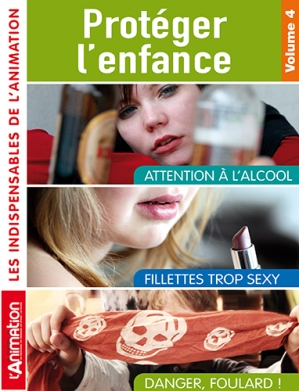 Protéger
l'enfance
Volume 4
LES INDISPENSABLES DE L'ANIMATION
ATTENTION À L'ALCOOL
FILLETTES TROP SEXY
DANGER, FOULARD !
l'Animation